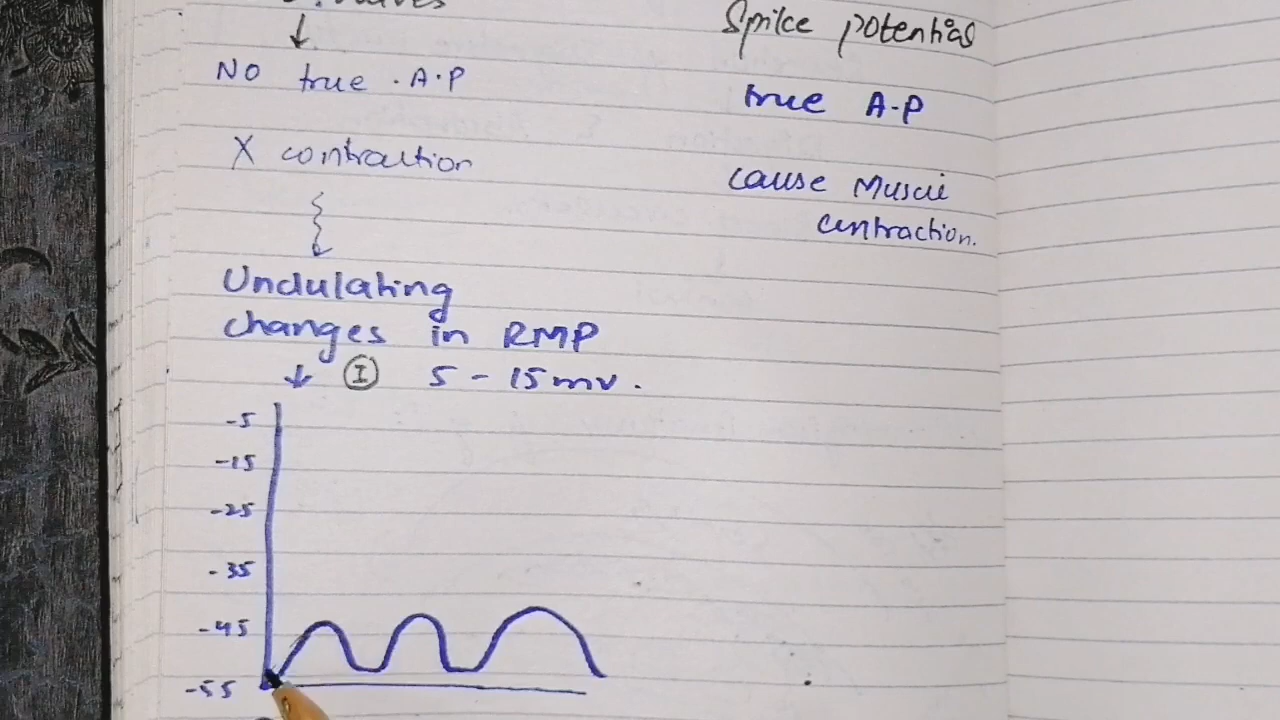 Spike potentias
NO true . A.P
true A-P
X contraction
cause Muscle
contraction.
Undulating
changes in RMP
↓ I 5 - 15mv.
-5
-15
-25
-35
-45
-55